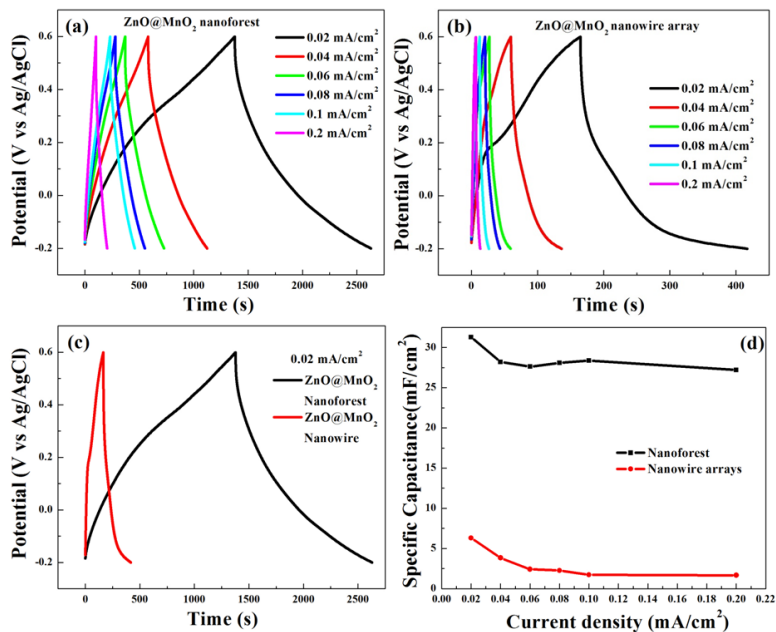 (a)
ZnO@MnO2 nanoforest
0.02 mA/cm2
0.04 mA/cm2
0.06 mA/cm2
0.08 mA/cm2
0.1 mA/cm2
0.2 mA/cm2
Potential (V vs Ag/AgCl)
0.6
0.4
0.2
0.0
-0.2
0 500 1000 1500 2000 2500
Time (s)
(b)
ZnO@MnO2 nanowire array
0.02 mA/cm2
0.04 mA/cm2
0.06 mA/cm2
0.08 mA/cm2
0.1 mA/cm2
0.2 mA/cm2
Potential (V vs Ag/AgCl)
0.6
0.4
0.2
0.0
-0.2
0 100 200 300 400
Time (s)
(c)
0.02 mA/cm2
ZnO@MnO2
Nanoforest
ZnO@MnO2
Nanowire
Potential (V vs Ag/AgCl)
0.6
0.4
0.2
0.0
-0.2
0 500 1000 1500 2000 2500
Time (s)
(d)
Nanoforest
Nanowire arrays
Specific Capacitance(mF/cm2)
30
25
20
15
10
5
0
0.00 0.02 0.04 0.06 0.08 0.10 0.12 0.14 0.16 0.18 0.20 0.22
Current density (mA/cm2)